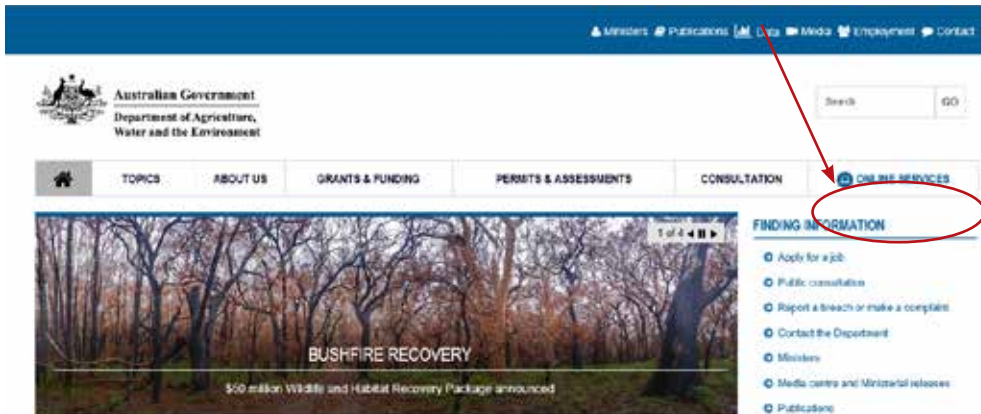 Ministers Publications Data Media Employment Contact
Australian Government
Department of Agriculture,
Water and the Environment
Search GO
TOPICS ABOUT US GRANTS & FUNDING PERMITS & ASSESSMENTS CONSULTATION ONLINE SERVICES
1 of 4
FINDING INFORMATION
Apply for a job
Public consultation
Report a breach or make a complaint
Contact the Department
Ministers
Media centre and Ministerial releases
Publications
BUSHFIRE RECOVERY
$50 million Wildlife and Habitat Recovery Package announced